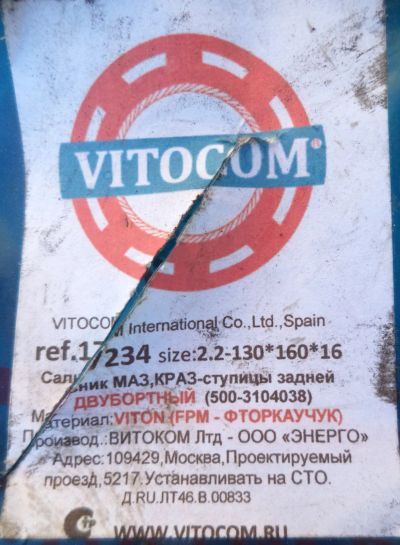 VITOCOM®
VITOCOM International Co.,Ltd.,Spain
ref.17234 size:2.2-130*160*16
Сальник МАЗ,КРАЗ-ступицы задней
ДВУБОРТНЫЙ (500-3104038)
Материал:VITON (FPM - ФТОРКАУЧУК)
Производ.:ВИТОКОМ Лтд - ООО «ЭНЕРГО»
Адрес:109429,Москва,Проектируемый
проезд,5217.Устанавливать на СТО.
Д.RU.ЛТ46.В.00833
WWW.VITOCOM.RU